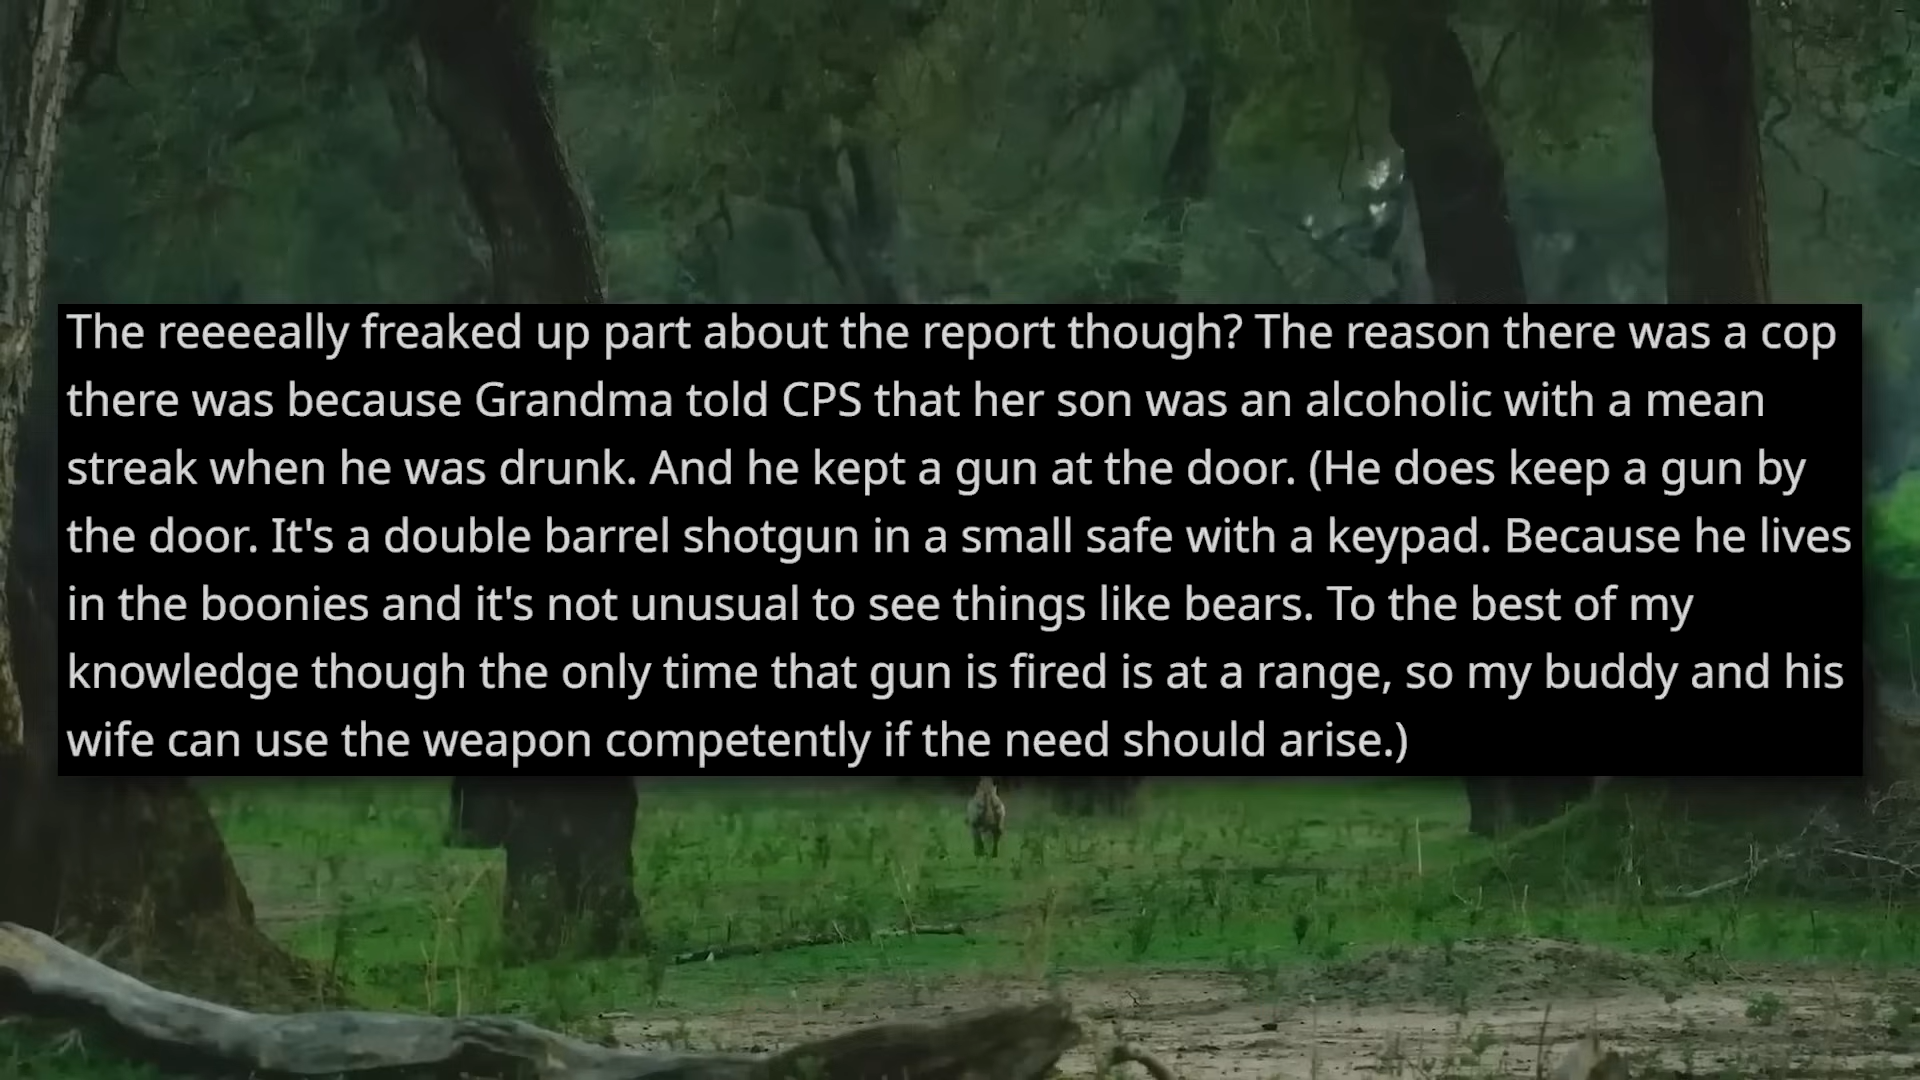 The reeeeally freaked up part about the report though? The reason there was a cop
there was because Grandma told CPS that her son was an alcoholic with a mean
streak when he was drunk. And he kept a gun at the door. (He does keep a gun by
the door. It's a double barrel shotgun in a small safe with a keypad. Because he lives
in the boonies and it's not unusual to see things like bears. To the best of my
knowledge though the only time that gun is fired is at a range, so my buddy and his
wife can use the weapon competently if the need should arise.)